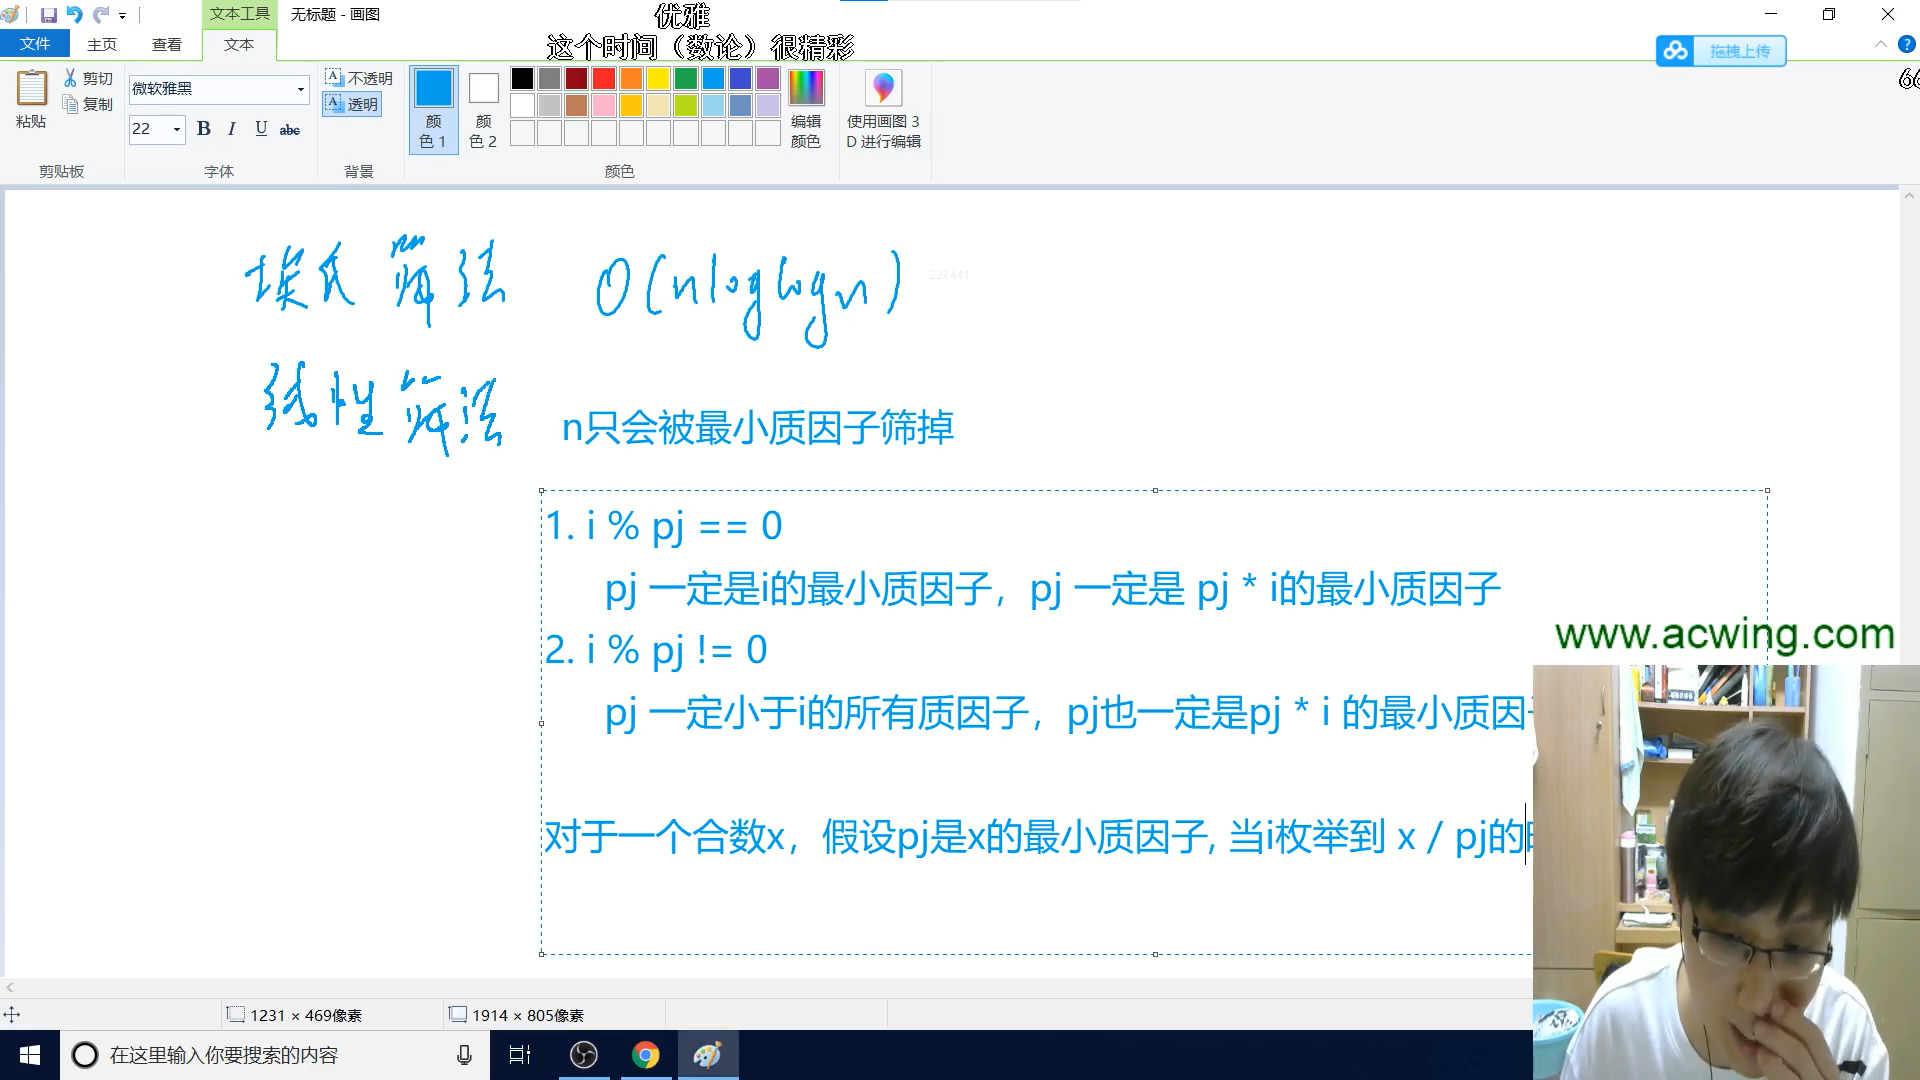 文本工具
无标题 - 画图
优雅
这个时间（数论）很精彩
文件
主页
查看
文本
拖拽上传
66
粘贴
剪切
复制
微软雅黑
22
B I U abc
不透明
透明
颜色 1
颜色 2
编辑颜色
使用画图 3D 进行编辑
剪贴板
字体
背景
颜色
埃氏筛法 O(nloglogn)
227441
线性筛法
n只会被最小质因子筛掉
1. i % pj == 0
pj 一定是i的最小质因子，pj 一定是 pj * i的最小质因子
2. i % pj != 0
pj 一定小于i的所有质因子，pj也一定是pj * i 的最小质因
对于一个合数x，假设pj是x的最小质因子, 当i枚举到 x / pj的
www.acwing.com
1231 × 469像素
1914 × 805像素
在这里输入你要搜索的内容